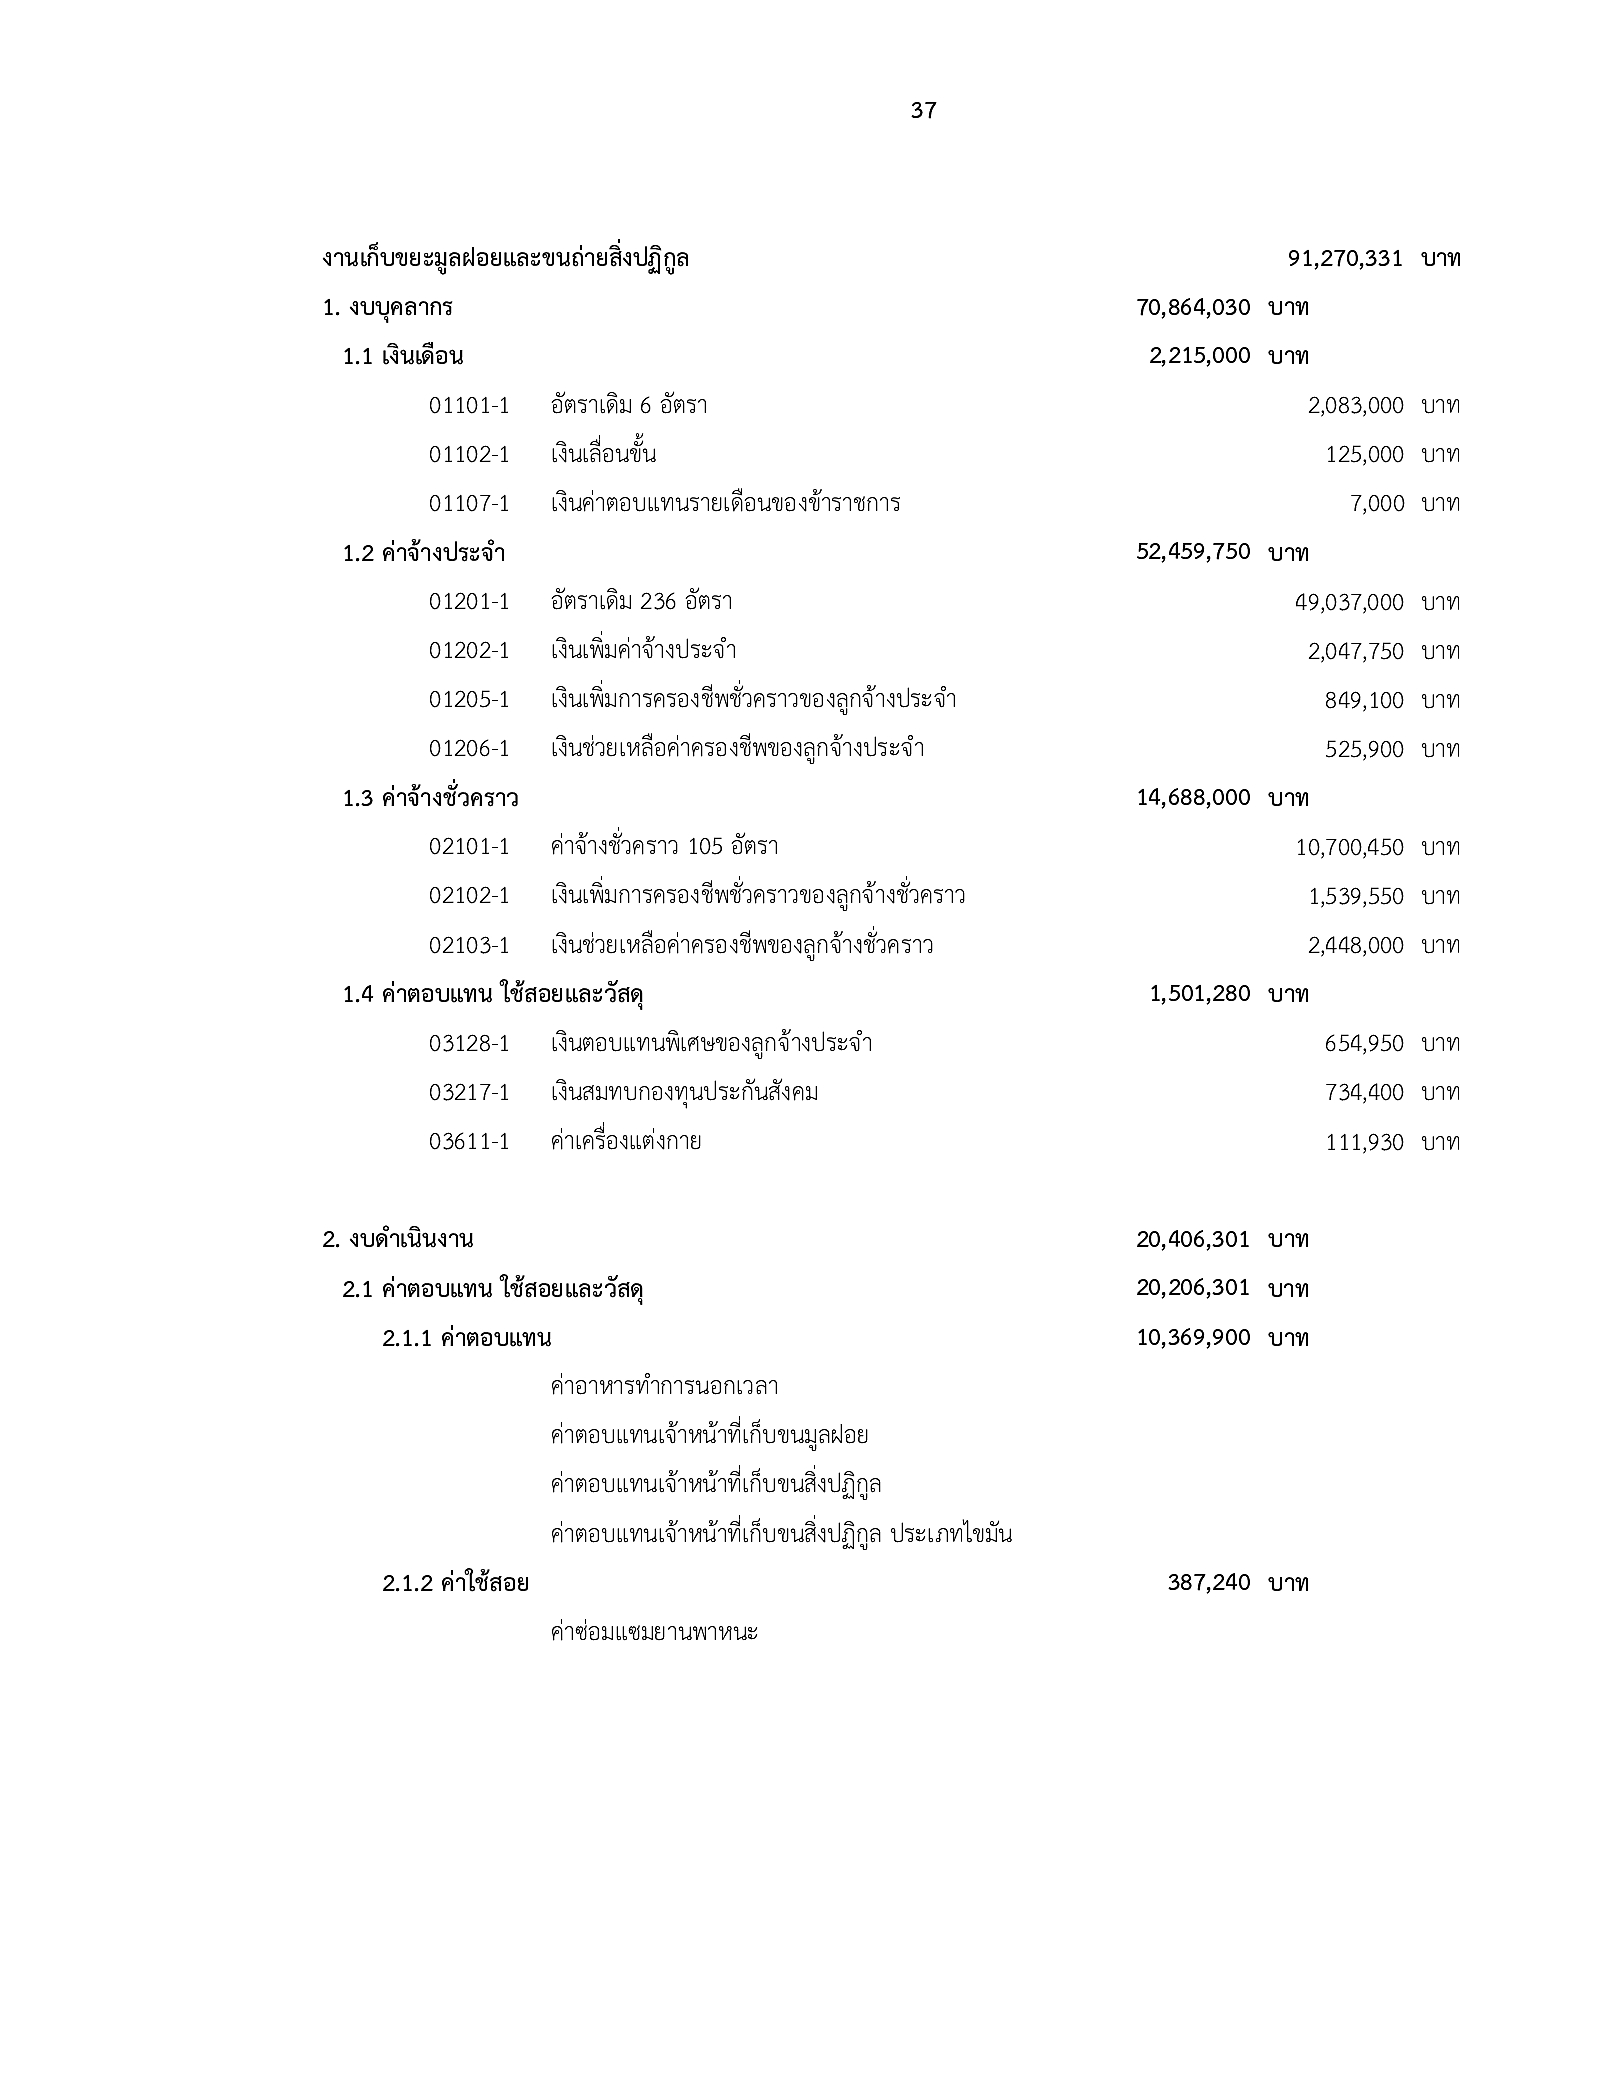 37
งานเก็บขยะมูลฝอยและขนถ่ายสิ่งปฏิกูล 91,270,331 บาท
1. งบบุคลากร 70,864,030 บาท
1.1 เงินเดือน 2,215,000 บาท
01101-1 อัตราเดิม 6 อัตรา 2,083,000 บาท
01102-1 เงินเลื่อนขั้น 125,000 บาท
01107-1 เงินค่าตอบแทนรายเดือนของข้าราชการ 7,000 บาท
1.2 ค่าจ้างประจำ 52,459,750 บาท
01201-1 อัตราเดิม 236 อัตรา 49,037,000 บาท
01202-1 เงินเพิ่มค่าจ้างประจำ 2,047,750 บาท
01205-1 เงินเพิ่มการครองชีพชั่วคราวของลูกจ้างประจำ 849,100 บาท
01206-1 เงินช่วยเหลือค่าครองชีพของลูกจ้างประจำ 525,900 บาท
1.3 ค่าจ้างชั่วคราว 14,688,000 บาท
02101-1 ค่าจ้างชั่วคราว 105 อัตรา 10,700,450 บาท
02102-1 เงินเพิ่มการครองชีพชั่วคราวของลูกจ้างชั่วคราว 1,539,550 บาท
02103-1 เงินช่วยเหลือค่าครองชีพของลูกจ้างชั่วคราว 2,448,000 บาท
1.4 ค่าตอบแทน ใช้สอยและวัสดุ 1,501,280 บาท
03128-1 เงินตอบแทนพิเศษของลูกจ้างประจำ 654,950 บาท
03217-1 เงินสมทบกองทุนประกันสังคม 734,400 บาท
03611-1 ค่าเครื่องแต่งกาย 111,930 บาท
2. งบดำเนินงาน 20,406,301 บาท
2.1 ค่าตอบแทน ใช้สอยและวัสดุ 20,206,301 บาท
2.1.1 ค่าตอบแทน 10,369,900 บาท
ค่าอาหารทำการนอกเวลา
ค่าตอบแทนเจ้าหน้าที่เก็บขนมูลฝอย
ค่าตอบแทนเจ้าหน้าที่เก็บขนสิ่งปฏิกูล
ค่าตอบแทนเจ้าหน้าที่เก็บขนสิ่งปฏิกูล ประเภทไขมัน
2.1.2 ค่าใช้สอย 387,240 บาท
ค่าซ่อมแซมยานพาหนะ